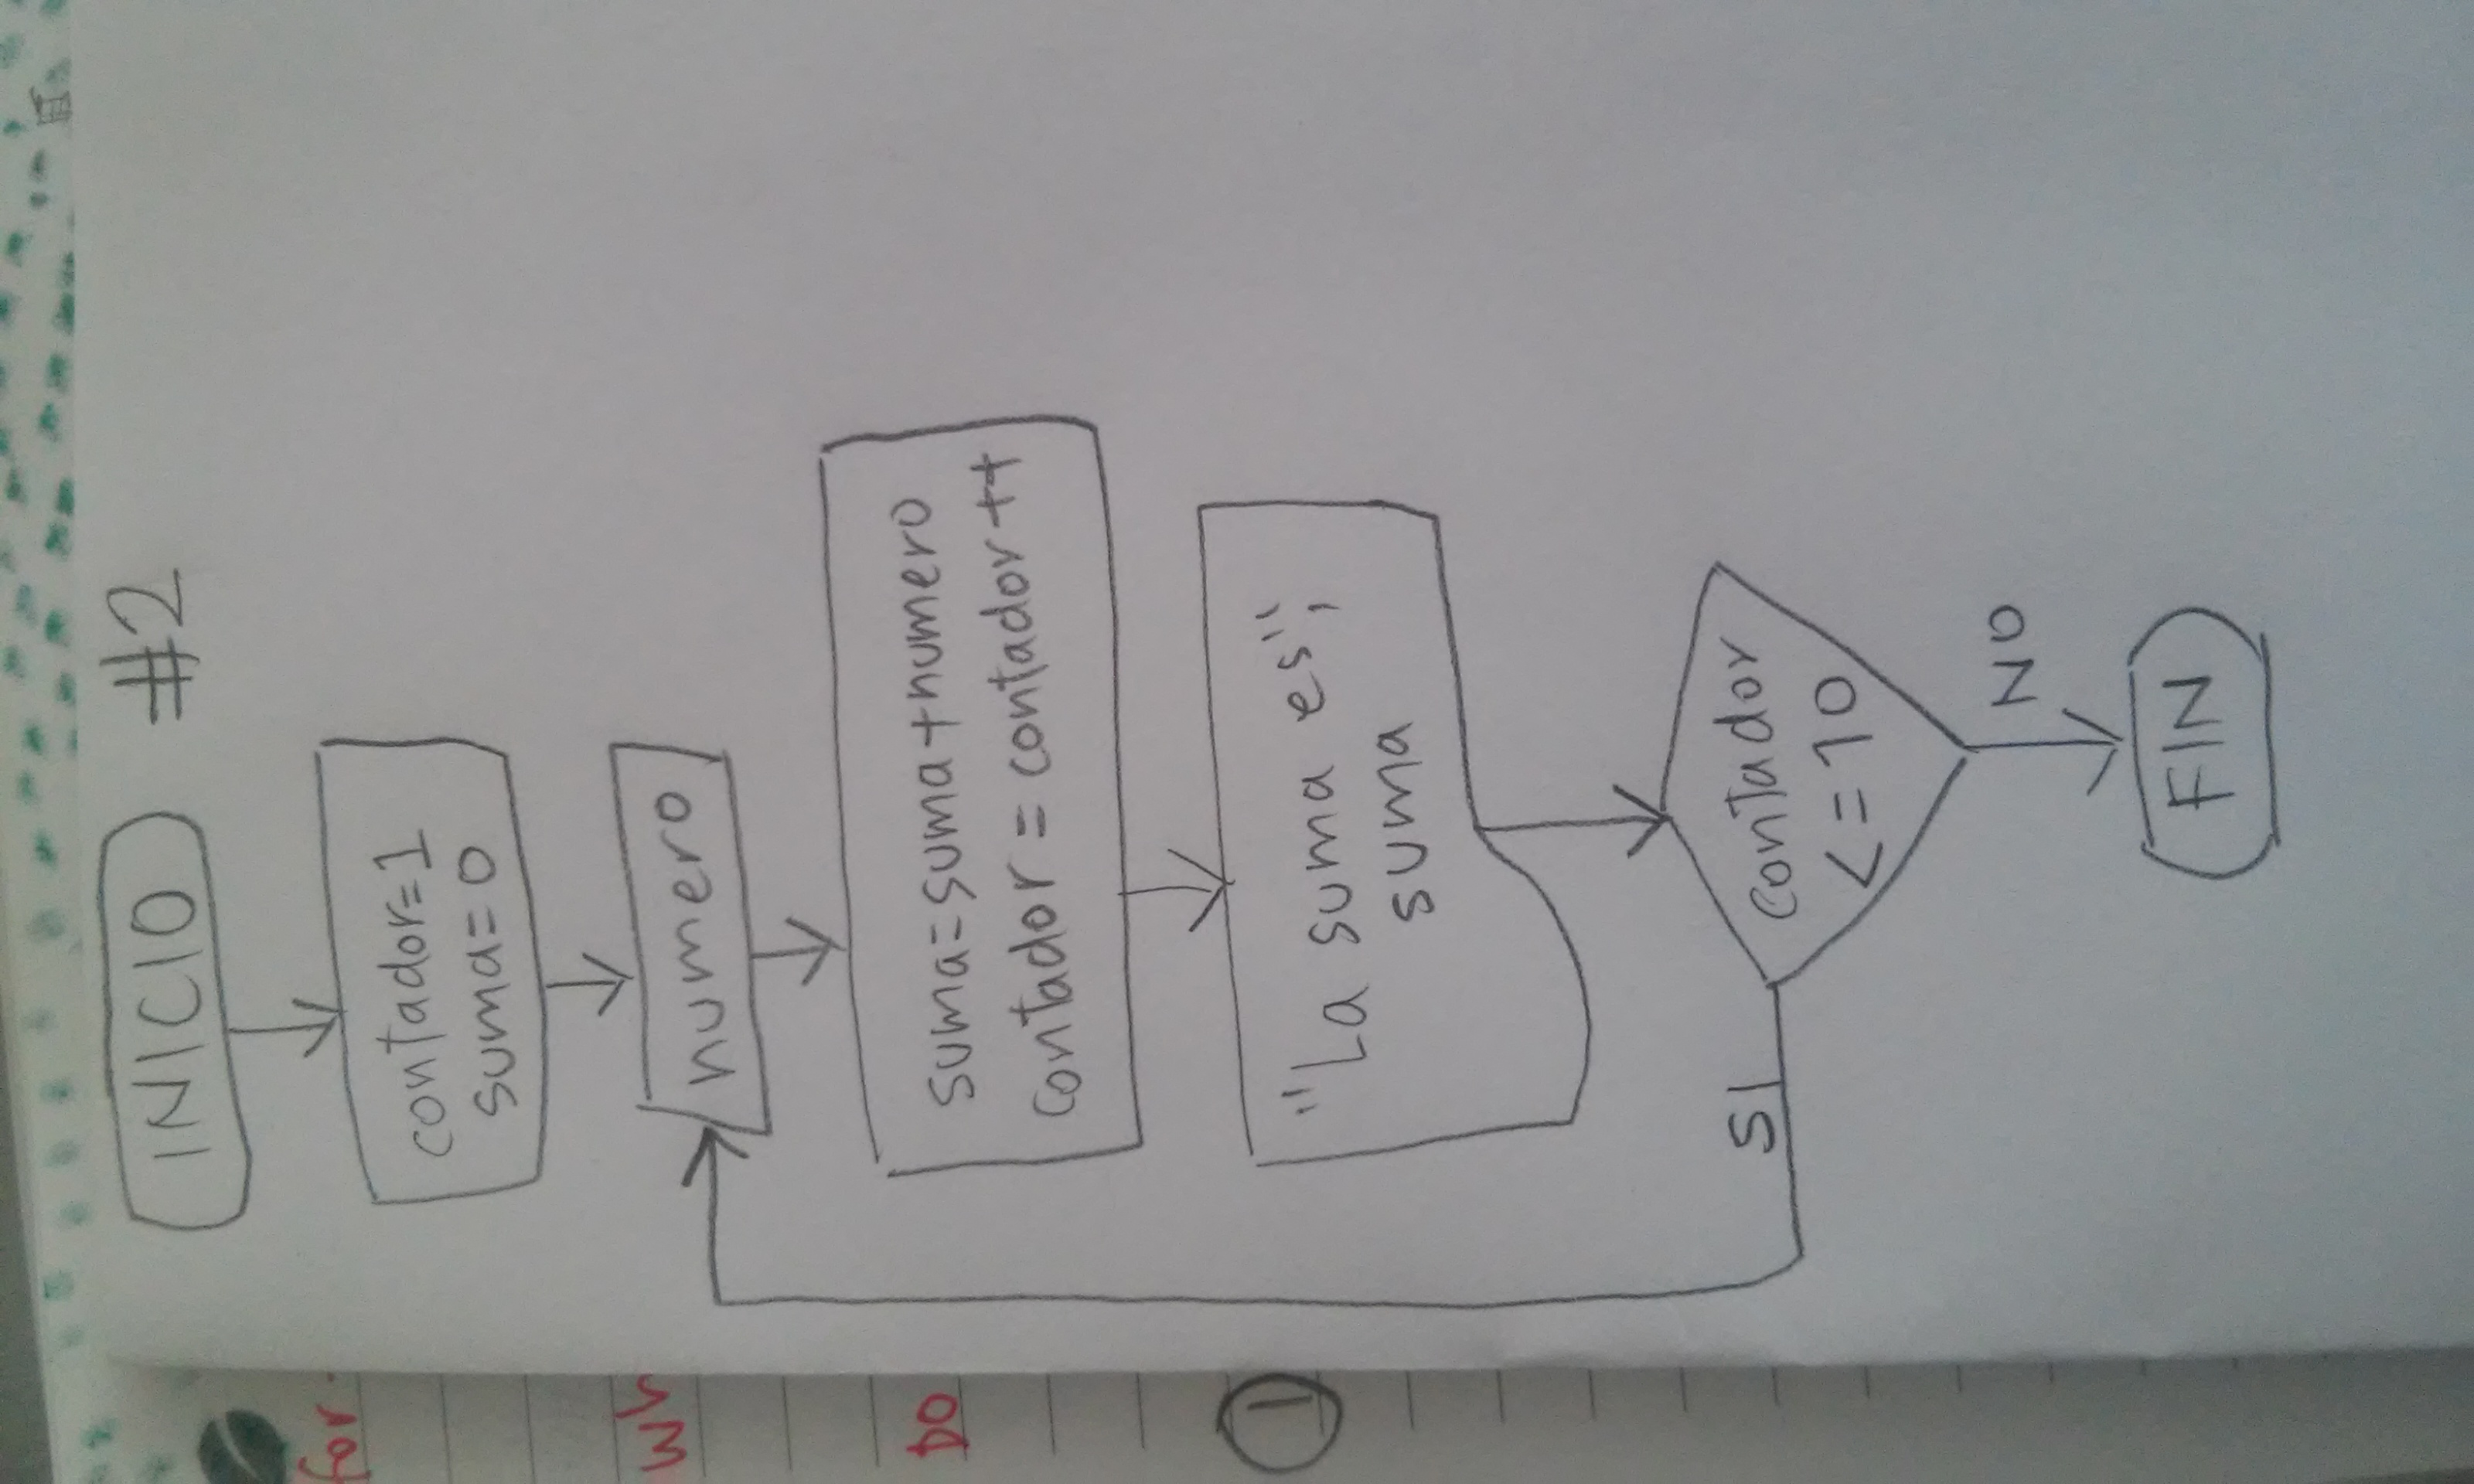 INICIO #2
for
contador=1
suma=0
wh
numero
DO
suma=suma+numero
contador = contador++
1
"La suma es",
suma
SI
contador
<=10
NO
FIN